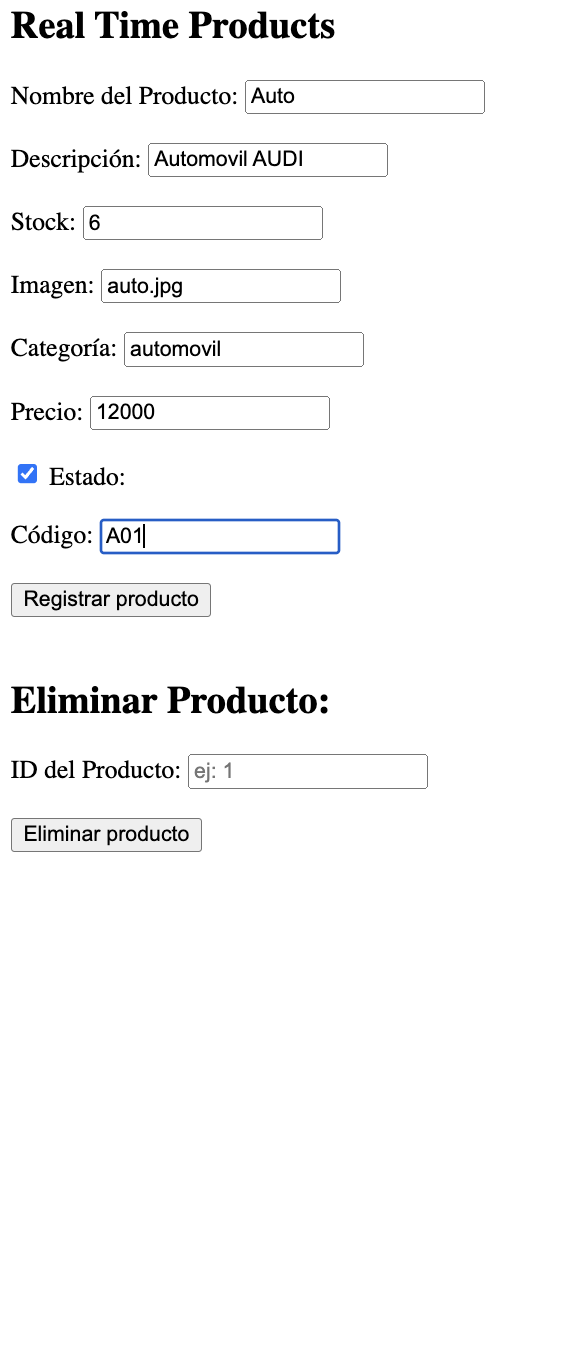 Real Time Products
Nombre del Producto: Auto
Descripción: Automovil AUDI
Stock: 6
Imagen: auto.jpg
Categoría: automovil
Precio: 12000
Estado:
Código: A01
Registrar producto
Eliminar Producto:
ID del Producto: ej: 1
Eliminar producto